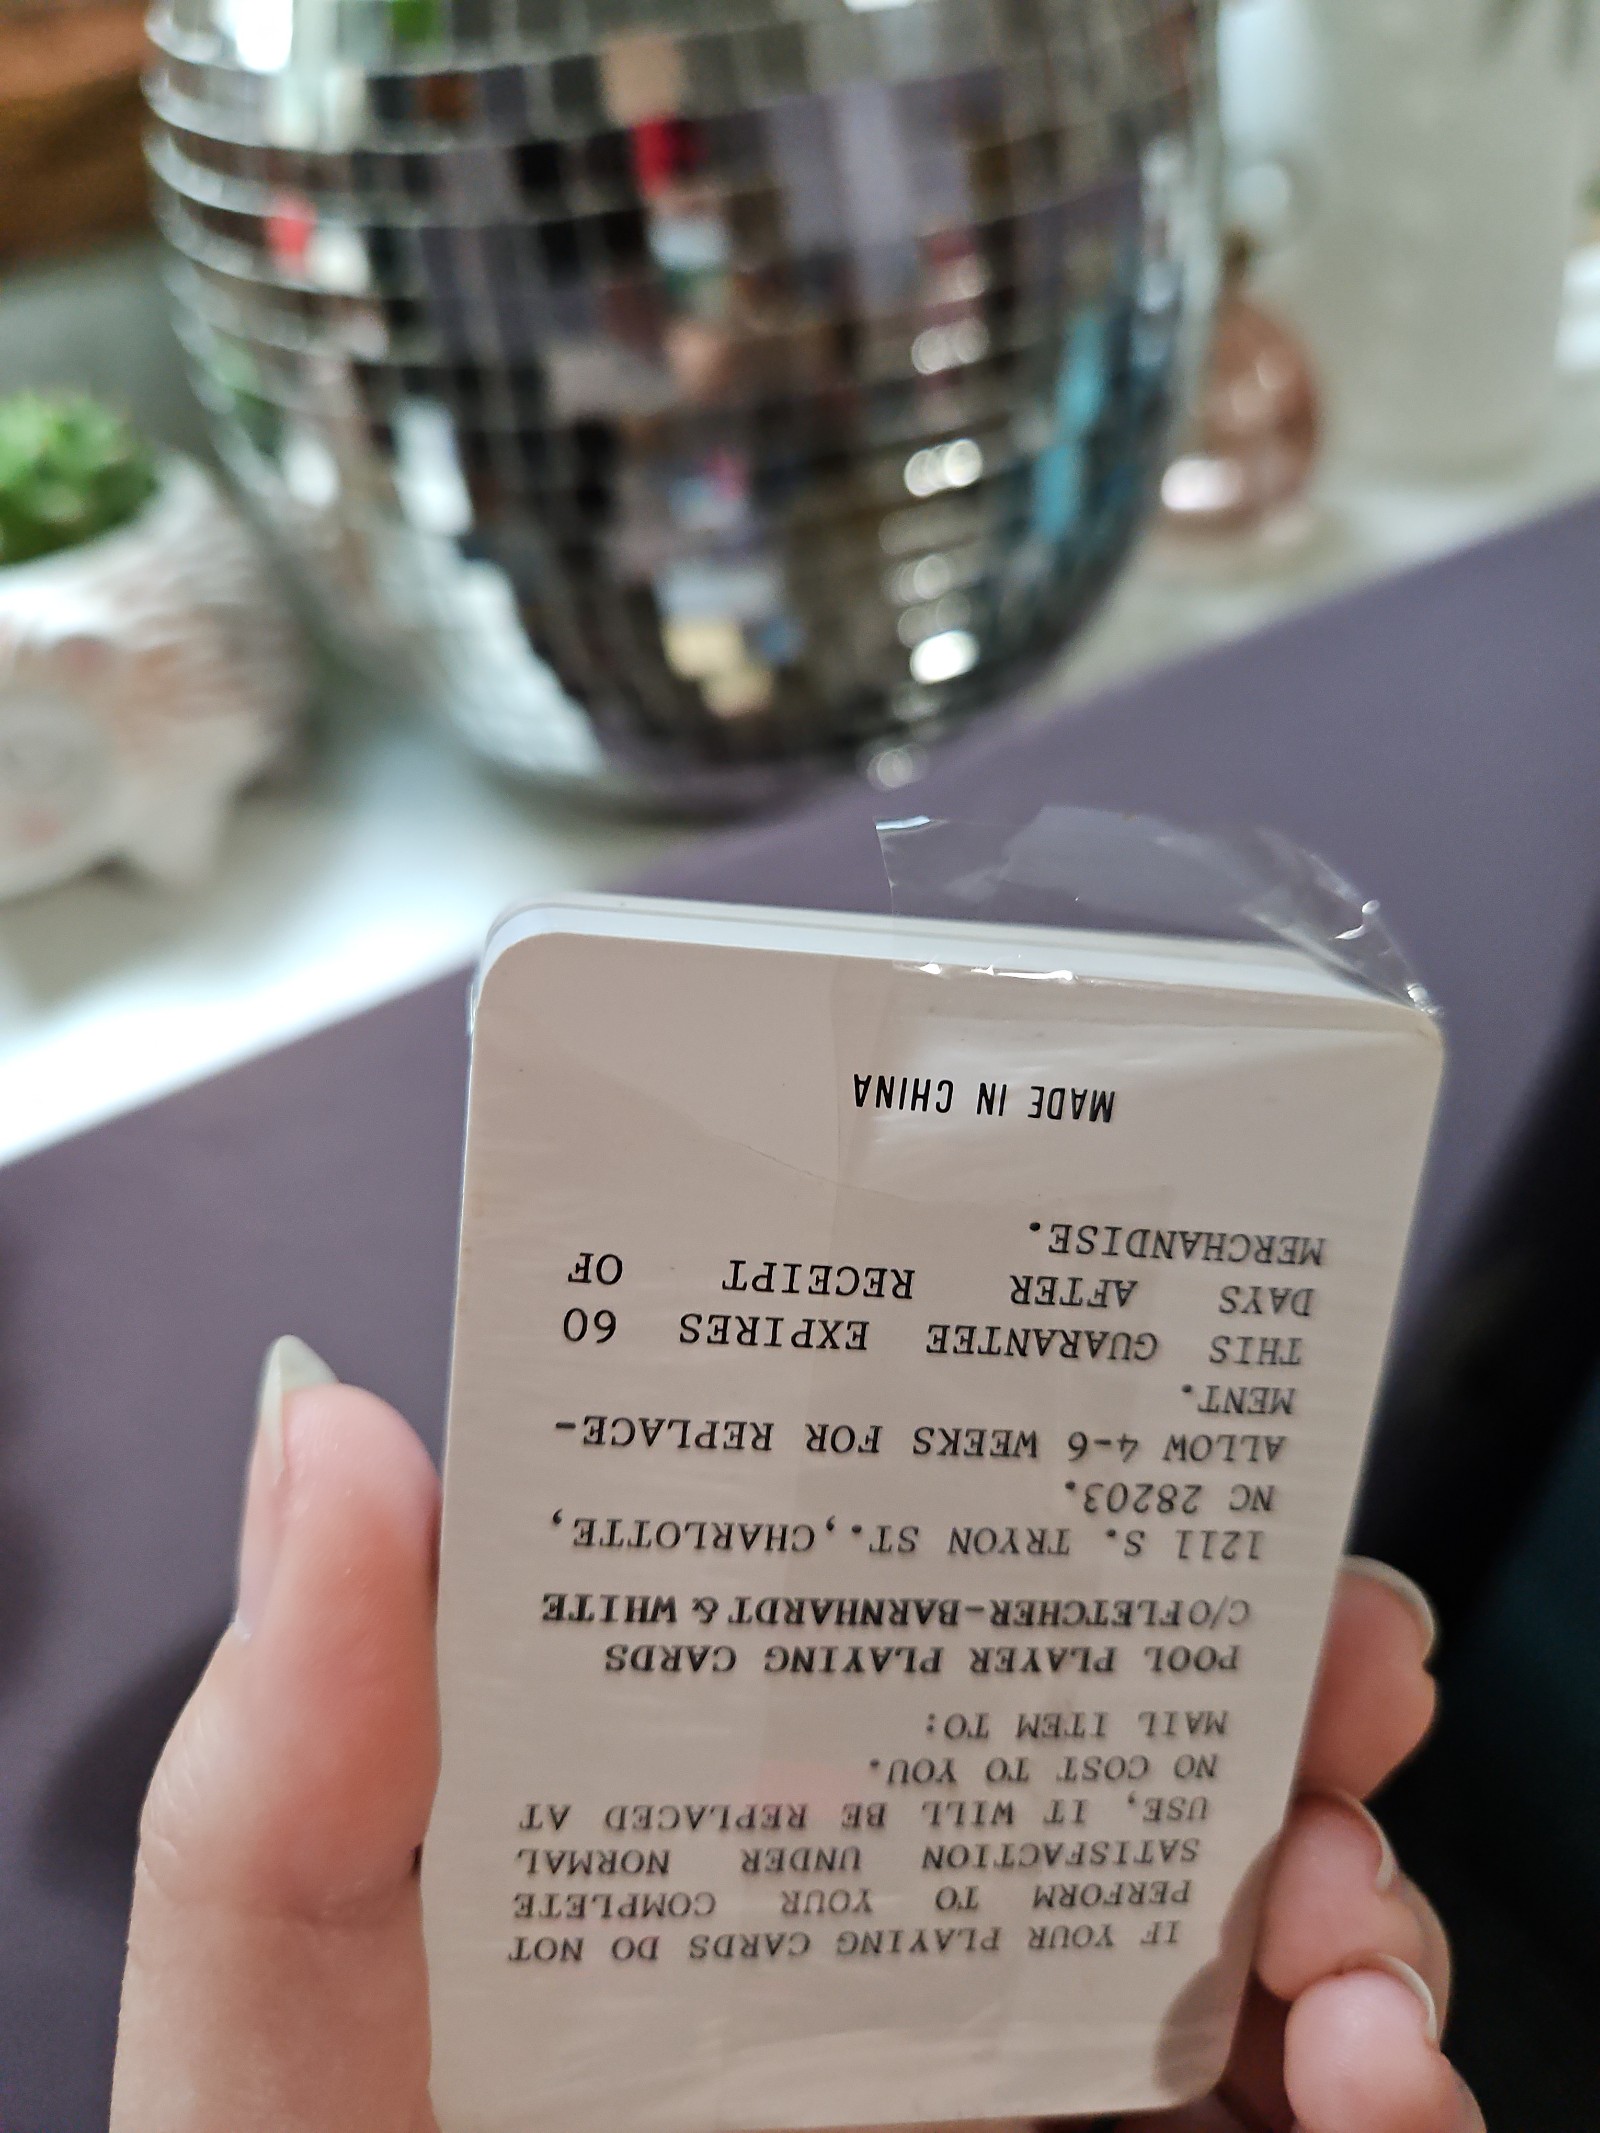 IF YOUR PLAYING CARDS DO NOT
PERFORM TO YOUR COMPLETE
SATISFACTION UNDER NORMAL
USE, IT WILL BE REPLACED AT
NO COST TO YOU.
MAIL ITEM TO:
POOL PLAYER PLAYING CARDS
C/OFLETCHER-BARNHARDT & WHITE
1211 S. TRYON ST.,CHARLOTTE,
NC 28203.
ALLOW 4-6 WEEKS FOR REPLACE-
MENT.
THIS GUARANTEE EXPIRES 60
DAYS AFTER RECEIPT OF
MERCHANDISE.
MADE IN CHINA